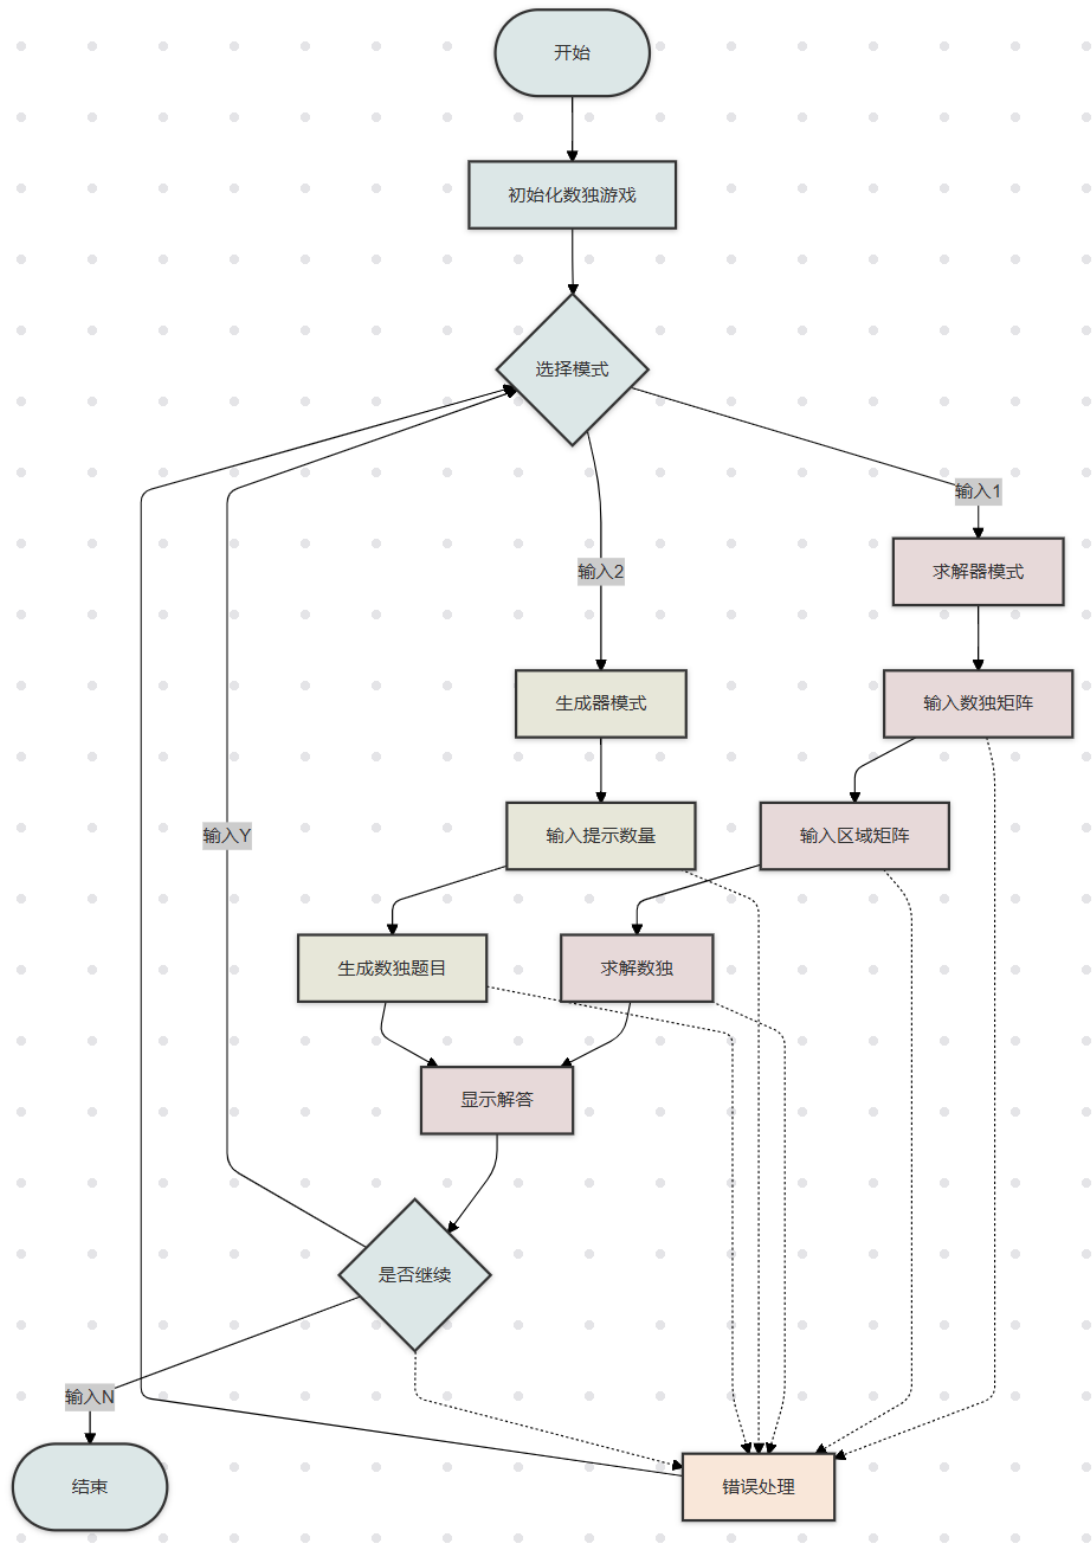 开始
初始化数独游戏
选择模式
输入1
求解器模式
输入2
生成器模式
输入数独矩阵
输入Y
输入提示数量
输入区域矩阵
生成数独题目
求解数独
显示解答
是否继续
输入N
结束
错误处理